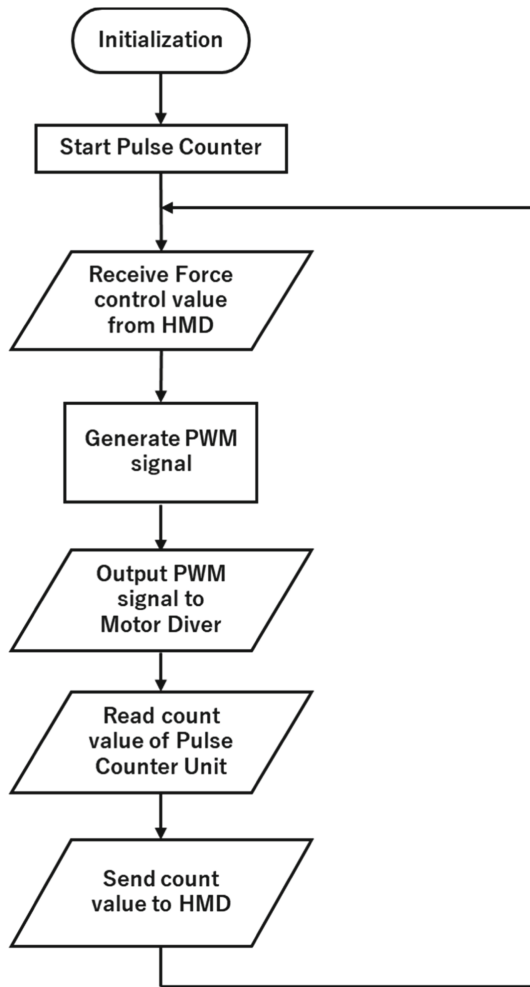 Initialization
Start Pulse Counter
Receive Force
control value
from HMD
Generate PWM
signal
Output PWM
signal to
Motor Diver
Read count
value of Pulse
Counter Unit
Send count
value to HMD